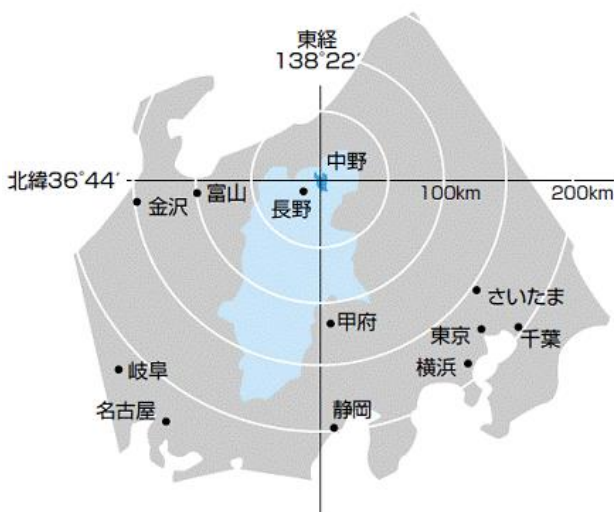 東経
138°22′
中野
北緯36°44′
100km
200km
富山
金沢
長野
さいたま
甲府
東京
千葉
横浜
岐阜
名古屋
静岡